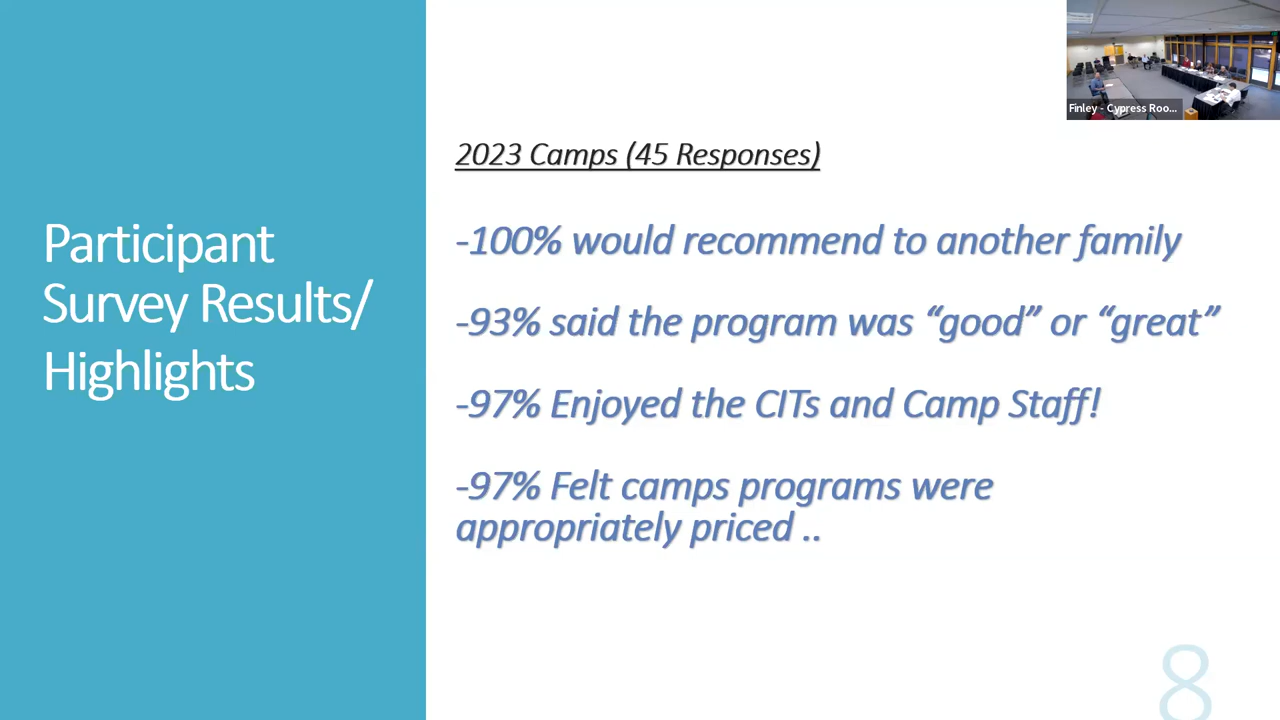 Finley - Cypress Roo...
Participant
Survey Results/
Highlights
2023 Camps (45 Responses)
-100% would recommend to another family
-93% said the program was “good” or “great”
-97% Enjoyed the CITs and Camp Staff!
-97% Felt camps programs were
appropriately priced ..
8